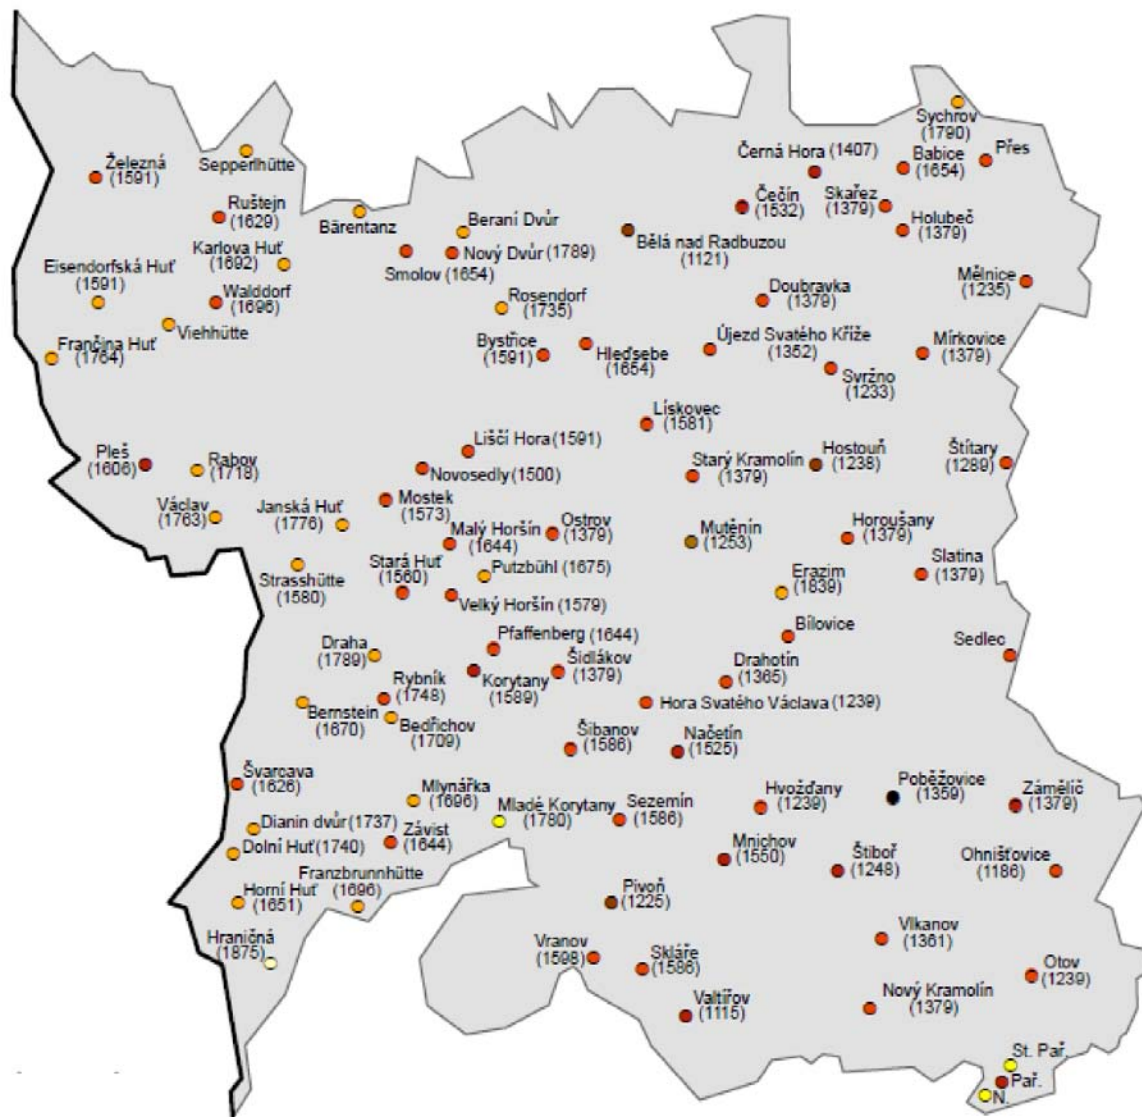 Sychrov
(1790)
Železná
(1591)
Sepperlhütte
Černá Hora (1407)
Babice
(1654)
Přes
Ruštejn
(1629)
Bärentanz
Beraní Dvůr
Čečín
(1532)
Skařez
(1379)
Holubeč
(1379)
Karlova Huť
(1692)
Smolov (1654)
Nový Dvůr (1789)
Bělá nad Radbuzou
(1121)
Eisendorfská Huť
(1591)
Walddorf
(1696)
Rosendorf
(1735)
Doubravka
(1379)
Mělnice
(1235)
Viehhütte
Frančina Huť
(1764)
Bystřice
(1591)
Hleďsebe
(1654)
Újezd Svatého Kříže
(1352)
Mírkovice
(1379)
Svržno
(1233)
Lískovec
(1581)
Pleš
(1606)
Rabov
(1718)
Liščí Hora (1591)
Novosedly (1500)
Starý Kramolín
(1379)
Hostouň
(1238)
Štítary
(1289)
Václav
(1763)
Janská Huť
(1776)
Mostek
(1573)
Malý Horšín
(1644)
Ostrov
(1379)
Mutěnín
(1253)
Horoušany
(1379)
Strasshütte
(1580)
Stará Huť
(1560)
Putzbühl (1675)
Velký Horšín (1579)
Erazim
(1839)
Slatina
(1379)
Bílovice
Draha
(1789)
Pfaffenberg (1644)
Korytany
(1589)
Šidlákov
(1379)
Drahotín
(1365)
Sedlec
Bernstein
(1670)
Rybník
(1748)
Bedřichov
(1709)
Hora Svatého Václava (1239)
Šibanov
(1586)
Načetín
(1525)
Švarcava
(1626)
Mlynářka
(1696)
Mladé Korytany
(1780)
Sezemín
(1586)
Hvožďany
(1239)
Poběžovice
(1359)
Zámělíč
(1379)
Dianin dvůr (1737)
Dolní Huť (1740)
Závist
(1644)
Mnichov
(1550)
Štiboř
(1248)
Ohnišťovice
(1186)
Horní Huť
(1651)
Franzbrunnhütte
(1696)
Pivoň
(1225)
Hraničná
(1875)
Vranov
(1598)
Skláře
(1586)
Vlkanov
(1361)
Otov
(1239)
Valtířov
(1115)
Nový Kramolín
(1379)
St. Pař.
Pař.
N.